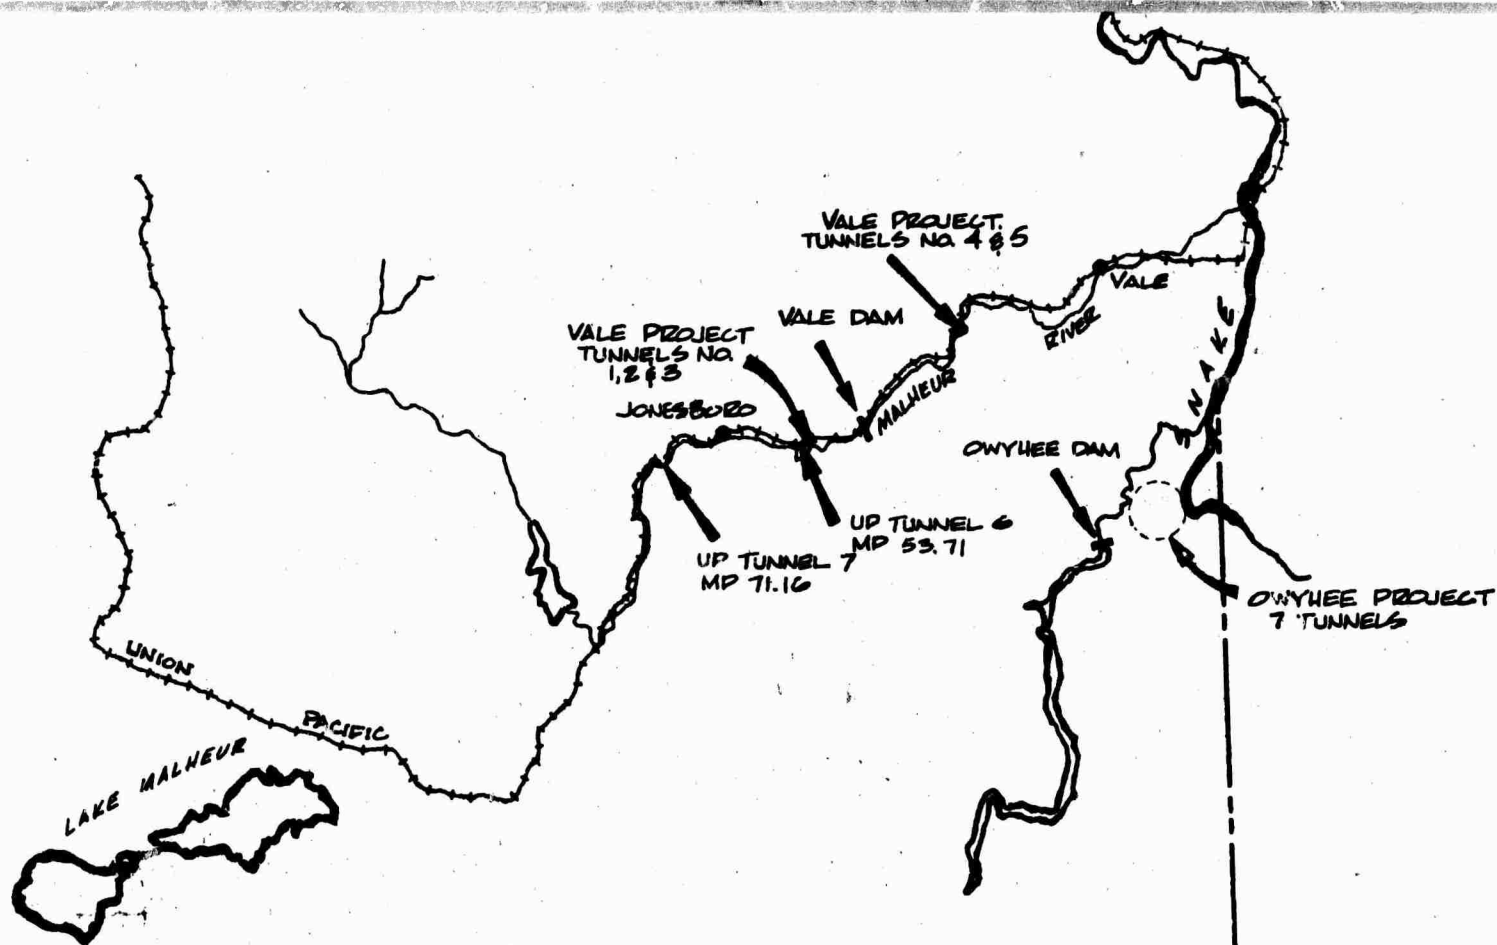 VALE PROJECT.
TUNNELS NO. 4 & 5
VALE
VALE DAM
RIVER
SNAKE
VALE PROJECT
TUNNELS NO.
1, 2 & 3
JONESBORO
MALHEUR
OWYHEE DAM
UP TUNNEL 6
MP 53.71
UP TUNNEL 7
MP 71.16
OWYHEE PROJECT
7 TUNNELS
UNION
PACIFIC
LAKE MALHEUR